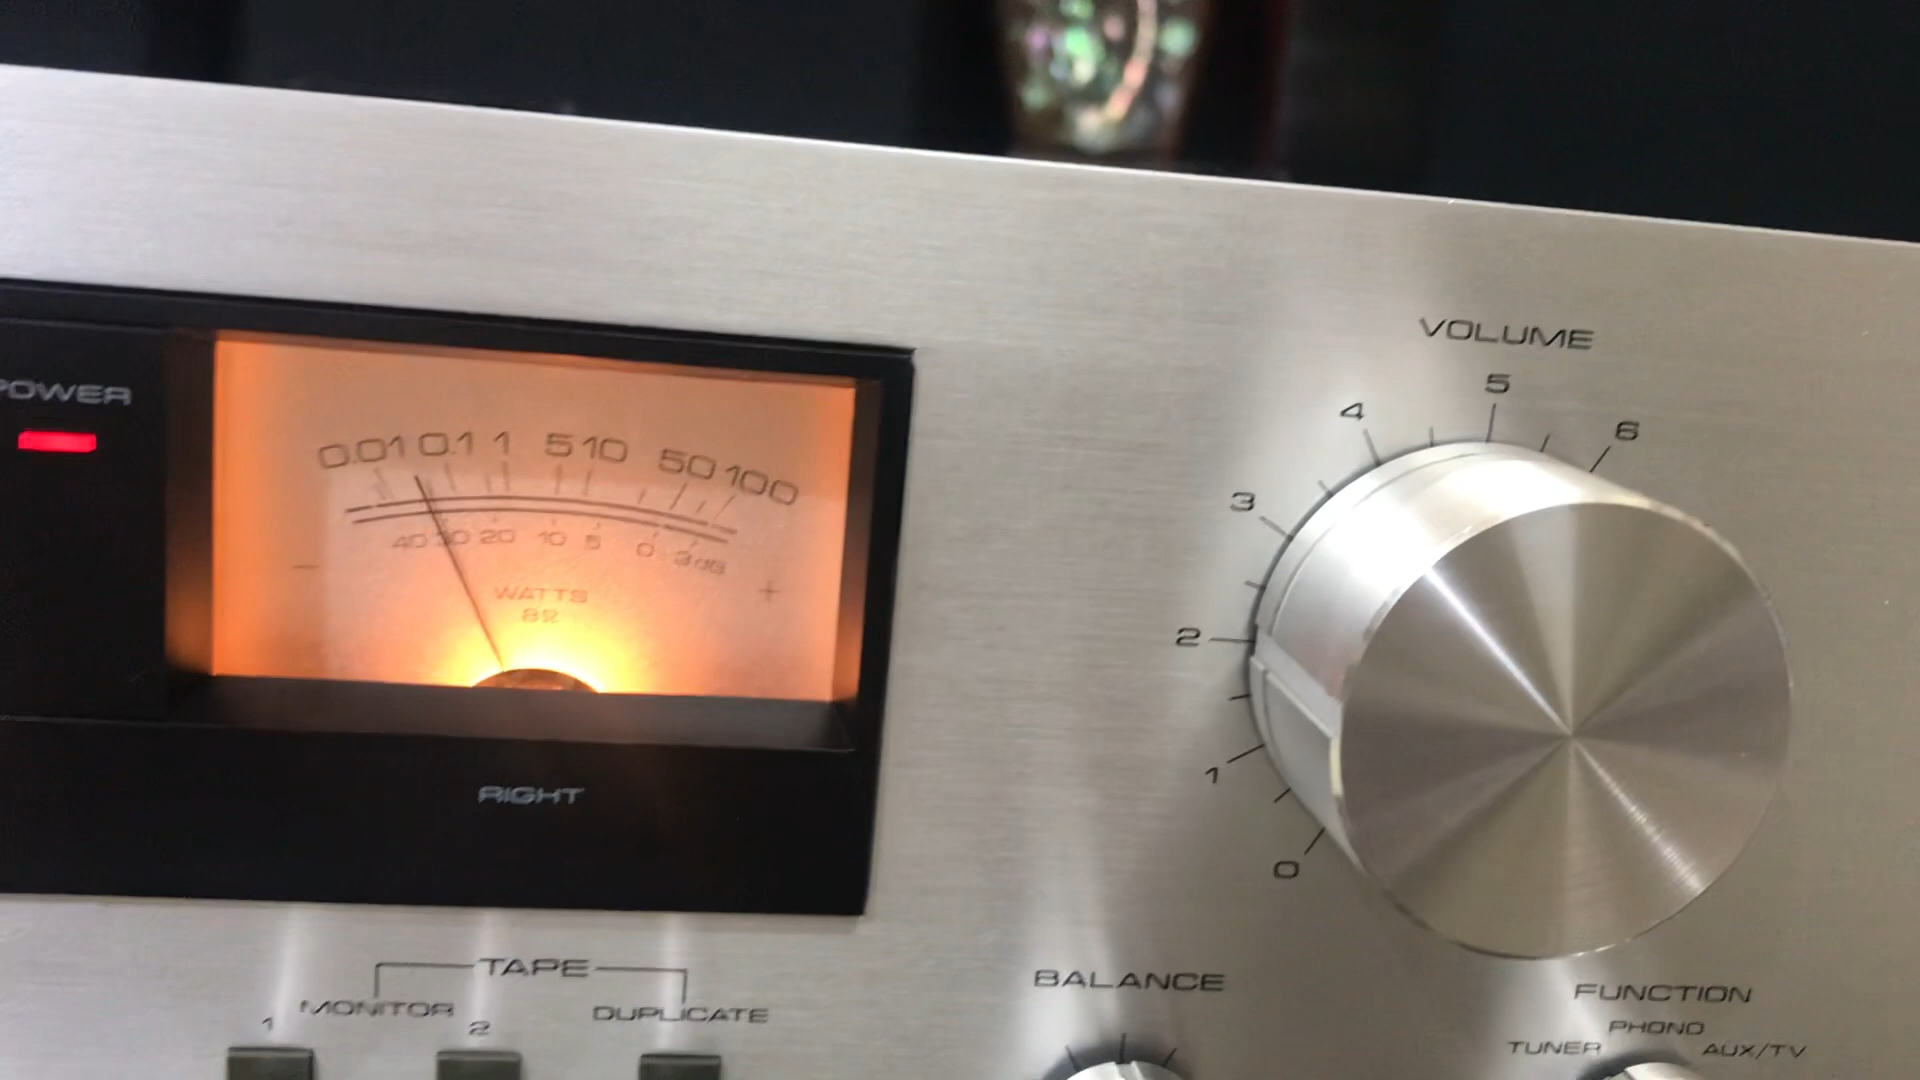 VOLUME
5
4
6
3
2
1
0
POWER
0.01 0.1 1 5 10 50 100
40 30 20 10 5 0 3dB
- +
WATTS
8Ω
RIGHT
TAPE
MONITOR DUPLICATE
1 2
BALANCE
FUNCTION
PHONO
TUNER AUX/TV